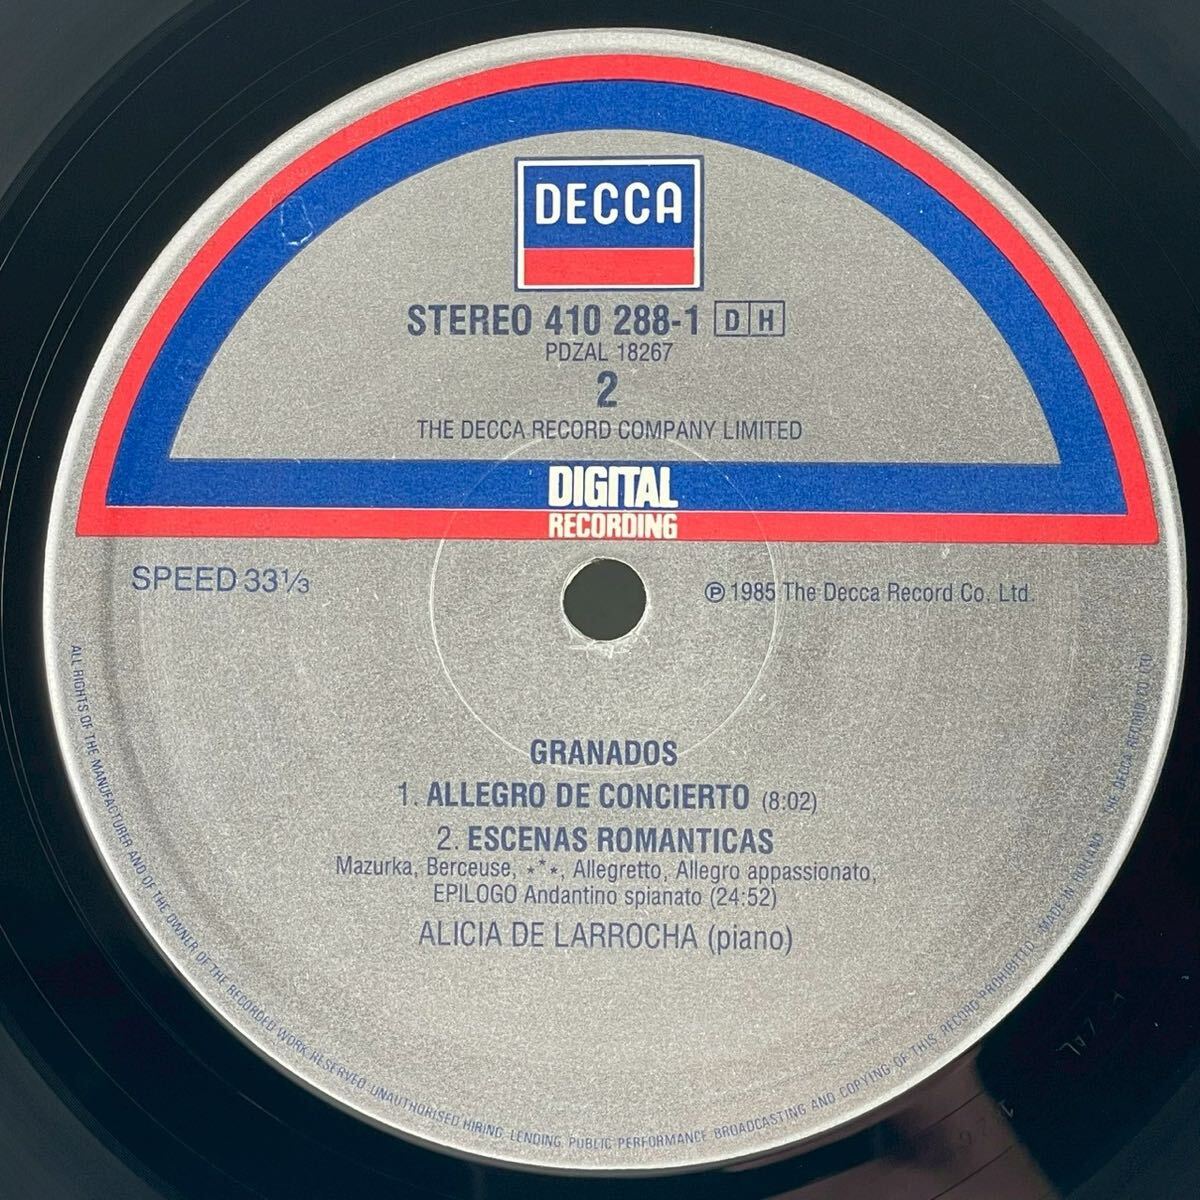 DECCA
STEREO 410 288-1 D H
PDZAL 18267
2
THE DECCA RECORD COMPANY LIMITED
DIGITAL
RECORDING
SPEED 33⅓
℗ 1985 The Decca Record Co. Ltd.
GRANADOS
1. ALLEGRO DE CONCIERTO (8:02)
2. ESCENAS ROMANTICAS
Mazurka, Berceuse, ⋆*⋆, Allegretto, Allegro appassionato,
EPILOGO Andantino spianato (24:52)
ALICIA DE LARROCHA (piano)
ALL RIGHTS OF THE MANUFACTURER AND OF THE OWNER OF THE RECORDED WORK RESERVED. UNAUTHORISED HIRING, LENDING, PUBLIC PERFORMANCE, BROADCASTING AND COPYING OF THIS RECORD PROHIBITED. MADE IN HOLLAND. THE DECCA RECORD CO LTD